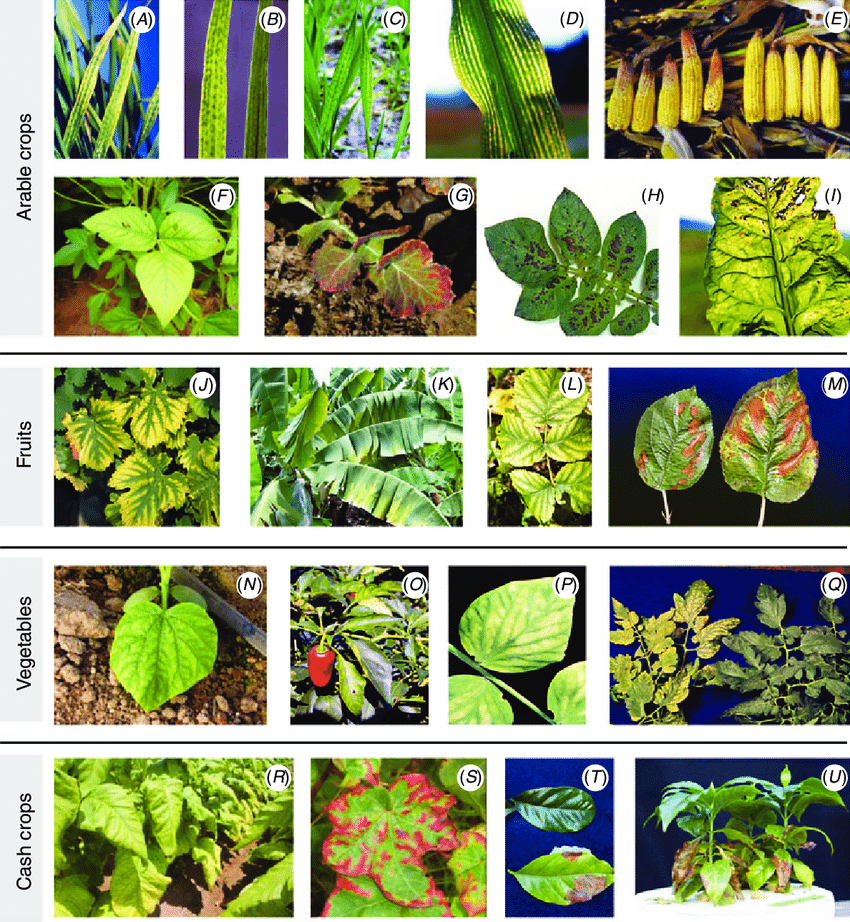 Arable crops
(A)
(B)
(C)
(D)
(E)
(F)
(G)
(H)
(I)
Fruits
(J)
(K)
(L)
(M)
Vegetables
(N)
(O)
(P)
(Q)
Cash crops
(R)
(S)
(T)
(U)